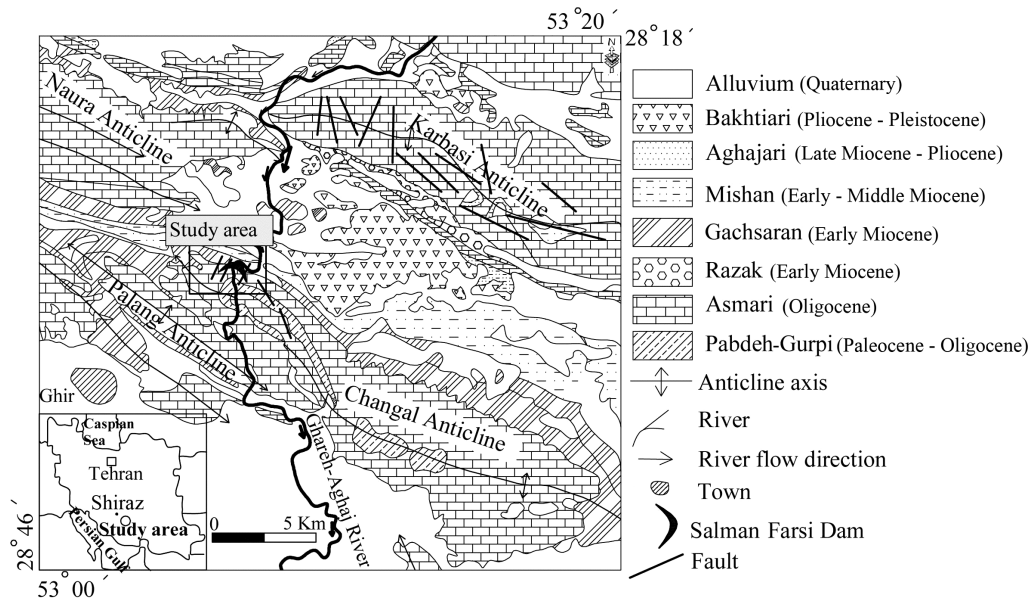 53 °20 ´
28°18 ´
N
Naura Anticline
Karbasi Anticline
Study area
Palang Anticline
Changal Anticline
Ghir
Ghareh-Aghaj River
Caspian
Sea
Tehran
Shiraz
Study area
Persian Gulf
0 5 Km
28°46 ´
53°00 ´
Alluvium (Quaternary)
Bakhtiari (Pliocene - Pleistocene)
Aghajari (Late Miocene - Pliocene)
Mishan (Early - Middle Miocene)
Gachsaran (Early Miocene)
Razak (Early Miocene)
Asmari (Oligocene)
Pabdeh-Gurpi (Paleocene - Oligocene)
Anticline axis
River
River flow direction
Town
Salman Farsi Dam
Fault